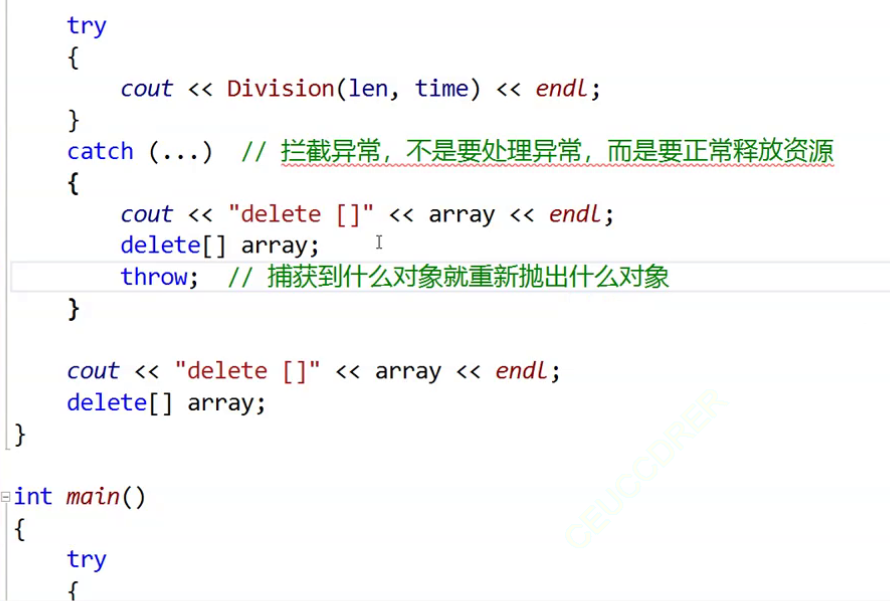 try
{
cout << Division(len, time) << endl;
}
catch (...) // 拦截异常，不是要处理异常，而是要正常释放资源
{
cout << "delete []" << array << endl;
delete[] array;
throw; // 捕获到什么对象就重新抛出什么对象
}
cout << "delete []" << array << endl;
delete[] array;
}
int main()
{
try
{
CEUCCDRER